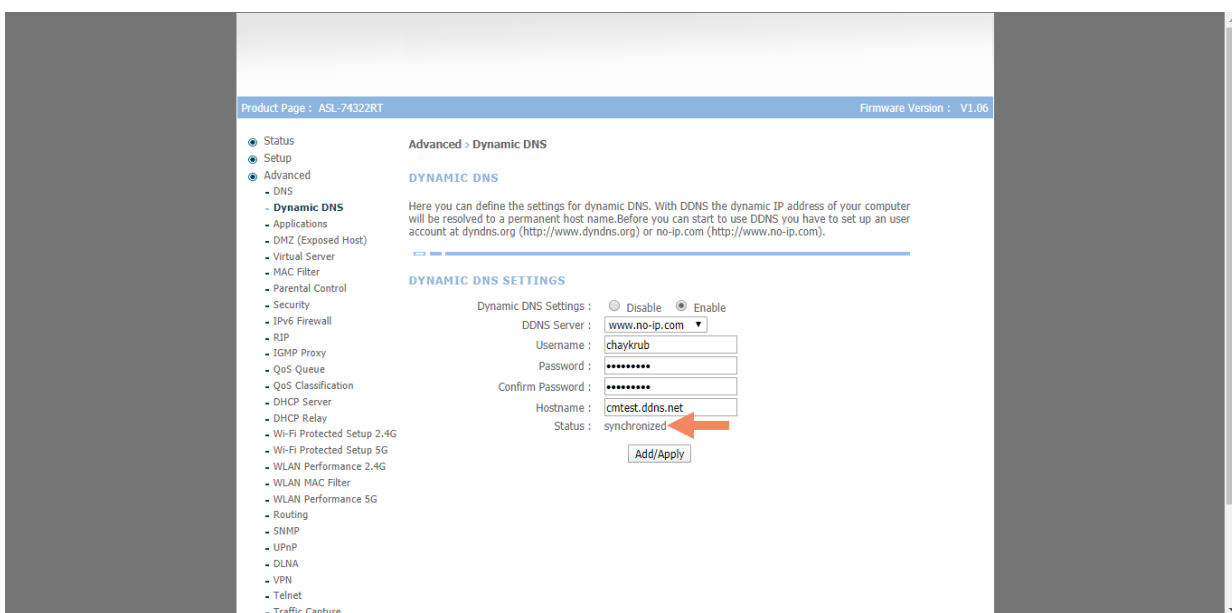 Product Page : ASL-74322RT
Firmware Version : V1.06
Status
Setup
Advanced
- DNS
- Dynamic DNS
- Applications
- DMZ (Exposed Host)
- Virtual Server
- MAC Filter
- Parental Control
- Security
- IPv6 Firewall
- RIP
- IGMP Proxy
- QoS Queue
- QoS Classification
- DHCP Server
- DHCP Relay
- Wi-Fi Protected Setup 2.4G
- Wi-Fi Protected Setup 5G
- WLAN Performance 2.4G
- WLAN MAC Filter
- WLAN Performance 5G
- Routing
- SNMP
- UPnP
- DLNA
- VPN
- Telnet
- Traffic Capture
Advanced > Dynamic DNS
DYNAMIC DNS
Here you can define the settings for dynamic DNS. With DDNS the dynamic IP address of your computer
will be resolved to a permanent host name.Before you can start to use DDNS you have to set up an user
account at dyndns.org (http://www.dyndns.org) or no-ip.com (http://www.no-ip.com).
DYNAMIC DNS SETTINGS
Dynamic DNS Settings : Disable Enable
DDNS Server : www.no-ip.com
Username : chaykrub
Password : •••••••••
Confirm Password : •••••••••
Hostname : cmtest.ddns.net
Status : synchronized
Add/Apply